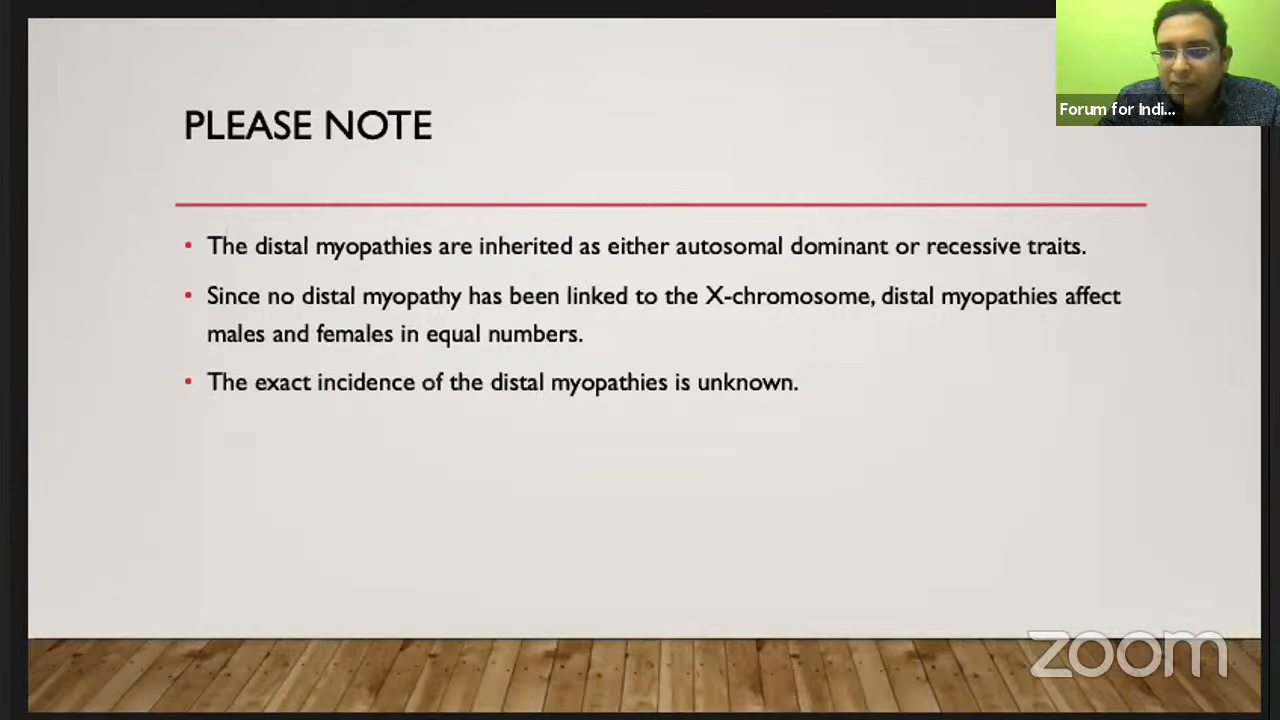 PLEASE NOTE
• The distal myopathies are inherited as either autosomal dominant or recessive traits.
• Since no distal myopathy has been linked to the X-chromosome, distal myopathies affect
males and females in equal numbers.
• The exact incidence of the distal myopathies is unknown.
Forum for Indi...
zoom